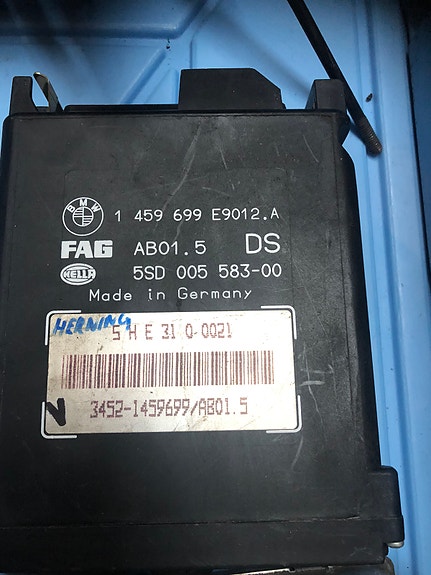 BMW
1 459 699 E9012.A
FAG AB01.5 DS
HELLA 5SD 005 583-00
Made in Germany
HERNING
S H E 31 0 0021
3452-1459699/AB01.5